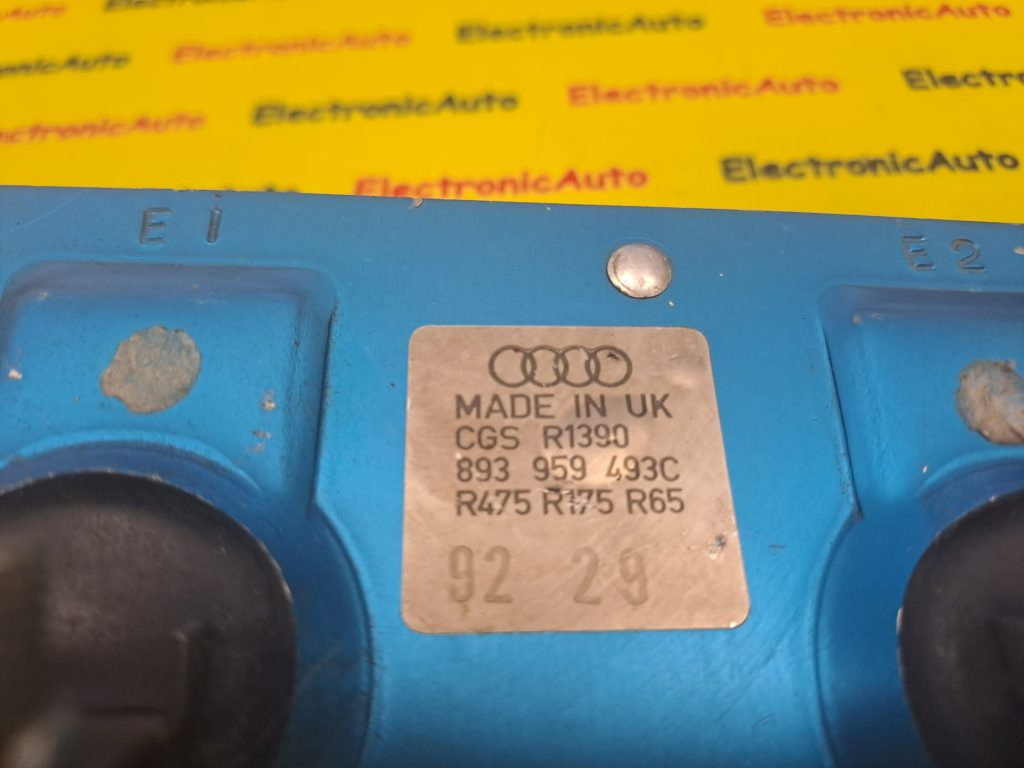 ElectronicAuto
ElectronicAuto
ElectronicAuto
ElectronicAuto
ElectronicAuto
ElectronicAuto
ElectronicAuto
E1
E2
MADE IN UK
CGS R1390
893 959 493C
R475 R175 R65
92 29